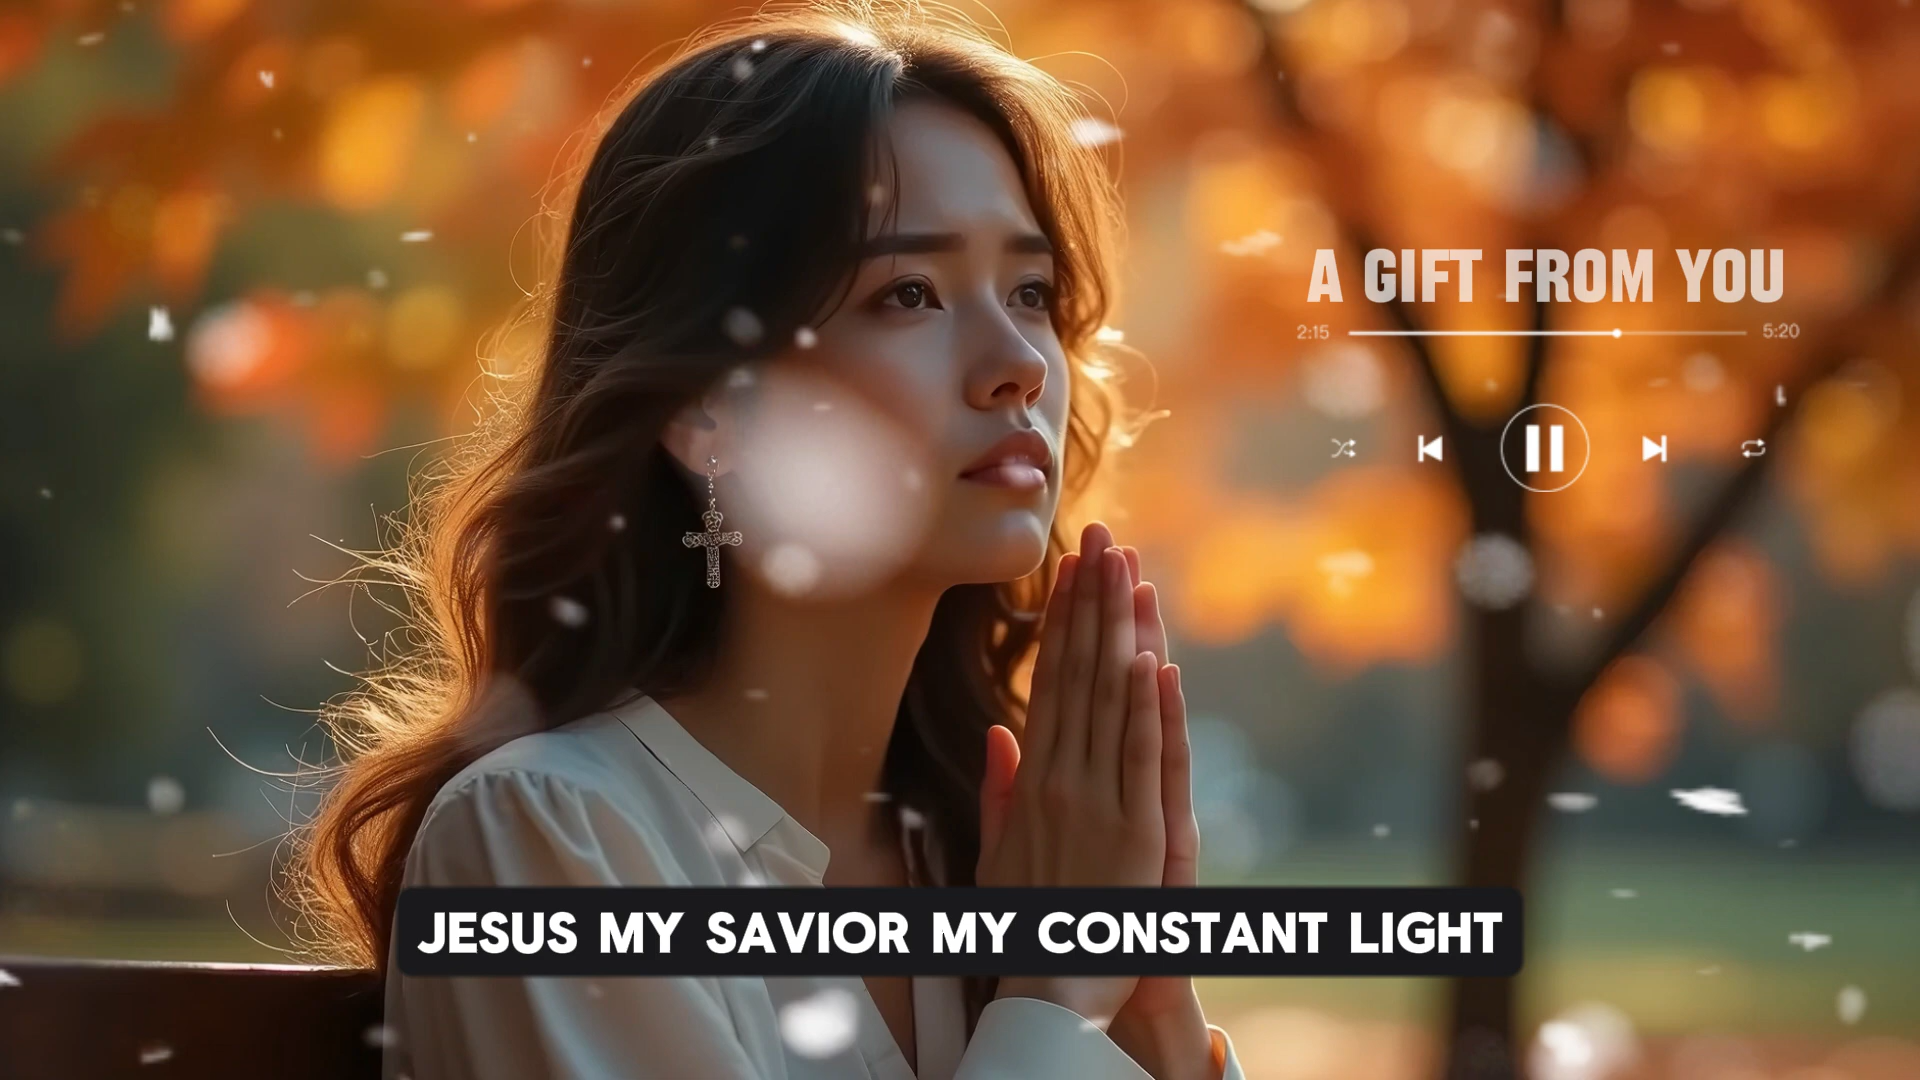 A GIFT FROM YOU
2:15 5:20
JESUS MY SAVIOR MY CONSTANT LIGHT